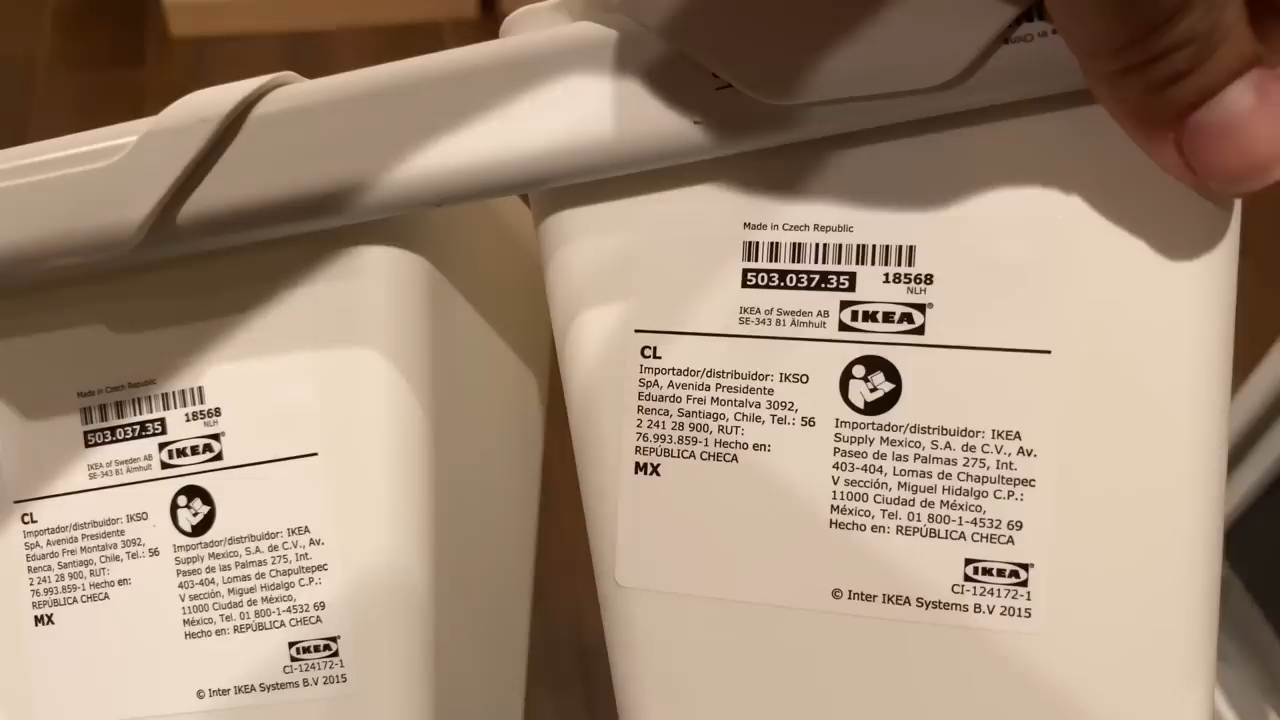 Made in Czech Republic
503.037.35
18568
NLH
IKEA of Sweden AB
SE-343 81 Älmhult
IKEA
CL
Importador/distribuidor: IKSO
SpA, Avenida Presidente
Eduardo Frei Montalva 3092,
Renca, Santiago, Chile, Tel.: 56
2 241 28 900, RUT:
76.993.859-1 Hecho en:
REPÚBLICA CHECA
MX
Importador/distribuidor: IKEA
Supply Mexico, S.A. de C.V., Av.
Paseo de las Palmas 275, Int.
403-404, Lomas de Chapultepec
V sección, Miguel Hidalgo C.P.:
11000 Ciudad de México,
México, Tel. 01 800-1-4532 69
Hecho en: REPÚBLICA CHECA
IKEA
CI-124172-1
© Inter IKEA Systems B.V 2015
Made in Czech Republic
503.037.35
18568
NLH
IKEA of Sweden AB
SE-343 81 Älmhult
IKEA
CL
Importador/distribuidor: IKSO
SpA, Avenida Presidente
Eduardo Frei Montalva 3092,
Renca, Santiago, Chile, Tel.: 56
2 241 28 900, RUT:
76.993.859-1 Hecho en:
REPÚBLICA CHECA
MX
Importador/distribuidor: IKEA
Supply Mexico, S.A. de C.V., Av.
Paseo de las Palmas 275, Int.
403-404, Lomas de Chapultepec
V sección, Miguel Hidalgo C.P.:
11000 Ciudad de México,
México, Tel. 01 800-1-4532 69
Hecho en: REPÚBLICA CHECA
IKEA
CI-124172-1
© Inter IKEA Systems B.V 2015
in China